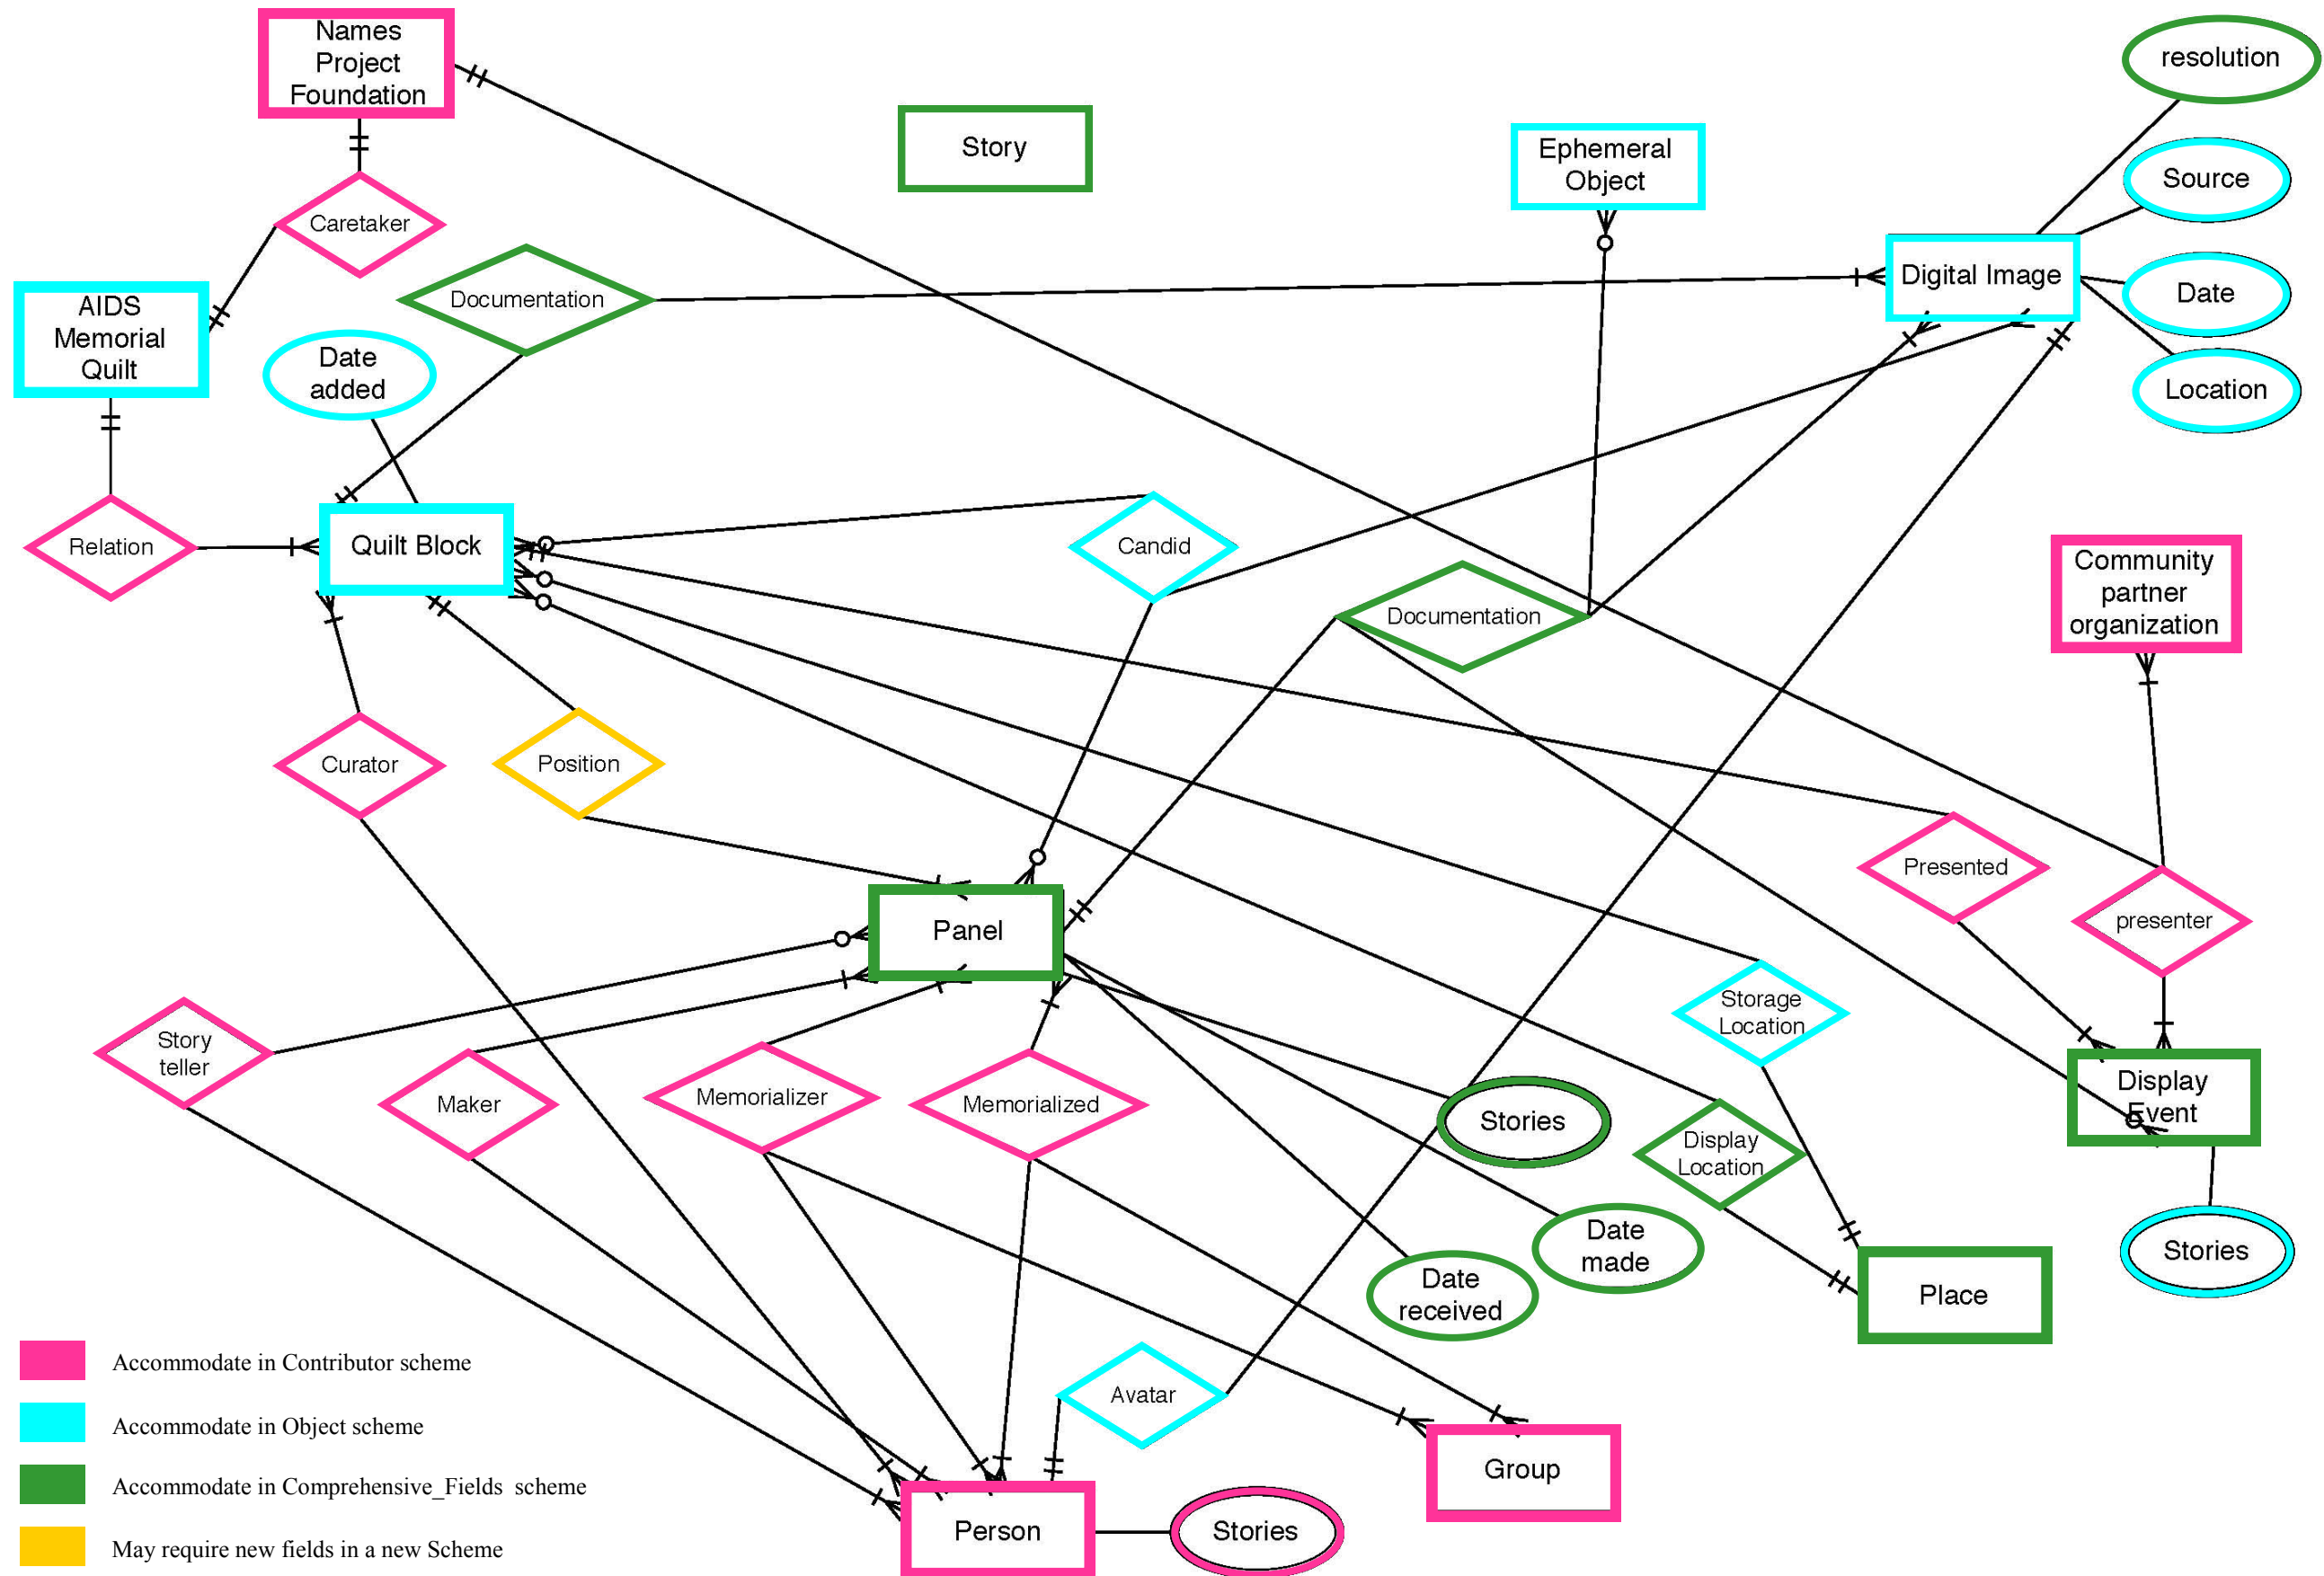 Names
Project
Foundation
resolution
Story
Ephemeral
Object
Source
Caretaker
Digital Image
Documentation
Date
AIDS
Memorial
Quilt
Date
added
Location
Relation
Quilt Block
Candid
Documentation
Community
partner
organization
Curator
Position
Presented
presenter
Panel
Storage
Location
Story
teller
Maker
Memorializer
Memorialized
Stories
Display
Location
Display
Event
Date
made
Stories
Date
received
Place
Avatar
Group
Person
Stories
Accommodate in Contributor scheme
Accommodate in Object scheme
Accommodate in Comprehensive_Fields scheme
May require new fields in a new Scheme